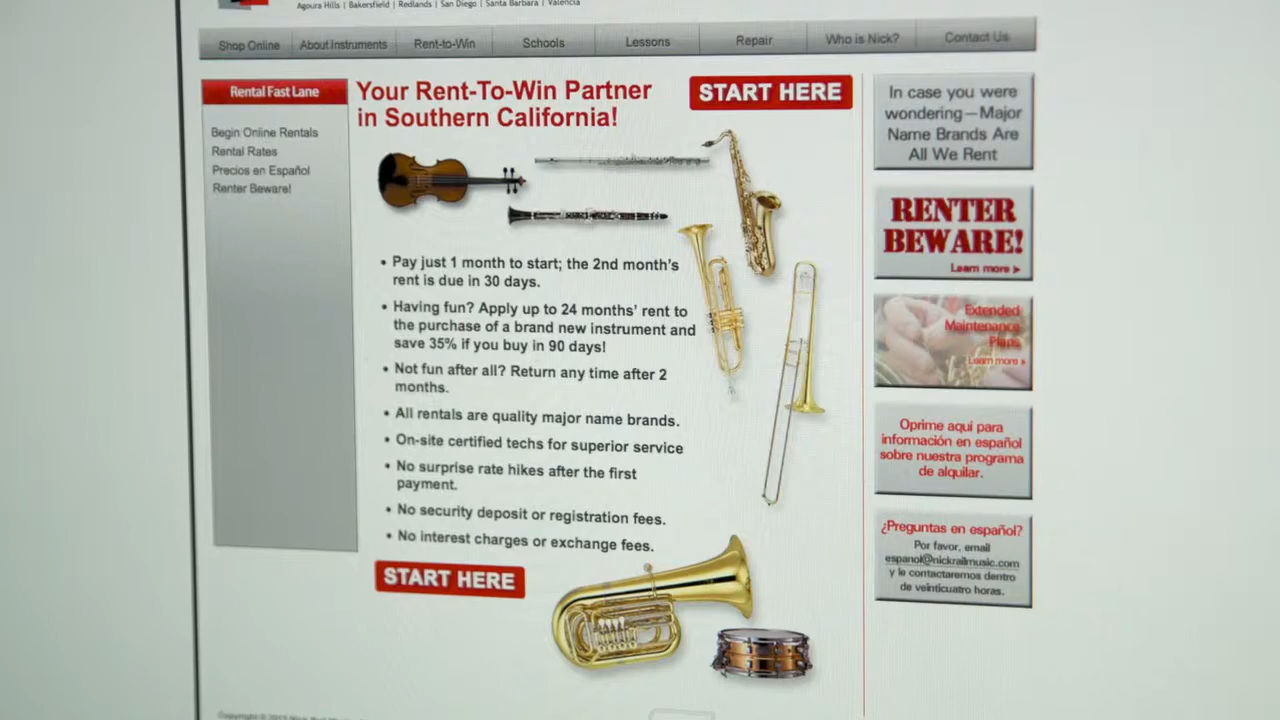 Agoura Hills | Bakersfield | Redlands | San Diego | Santa Barbara | Valencia
Shop Online
About Instruments
Rent-to-Win
Schools
Lessons
Repair
Who is Nick?
Contact Us
Rental Fast Lane
Begin Online Rentals
Rental Rates
Precios en Español
Renter Beware!
Your Rent-To-Win Partner
in Southern California!
START HERE
• Pay just 1 month to start; the 2nd month's
rent is due in 30 days.
• Having fun? Apply up to 24 months' rent to
the purchase of a brand new instrument and
save 35% if you buy in 90 days!
• Not fun after all? Return any time after 2
months.
• All rentals are quality major name brands.
• On-site certified techs for superior service
• No surprise rate hikes after the first
payment.
• No security deposit or registration fees.
• No interest charges or exchange fees.
START HERE
In case you were
wondering—Major
Name Brands Are
All We Rent
RENTER
BEWARE!
Learn more
Extended
Maintenance
Plans
Learn more
Oprime aquí para
información en español
sobre nuestra programa
de alquilar.
¿Preguntas en español?
Por favor, email
espanol@nickrailmusic.com
y le contactaremos dentro
de veinticuatro horas.